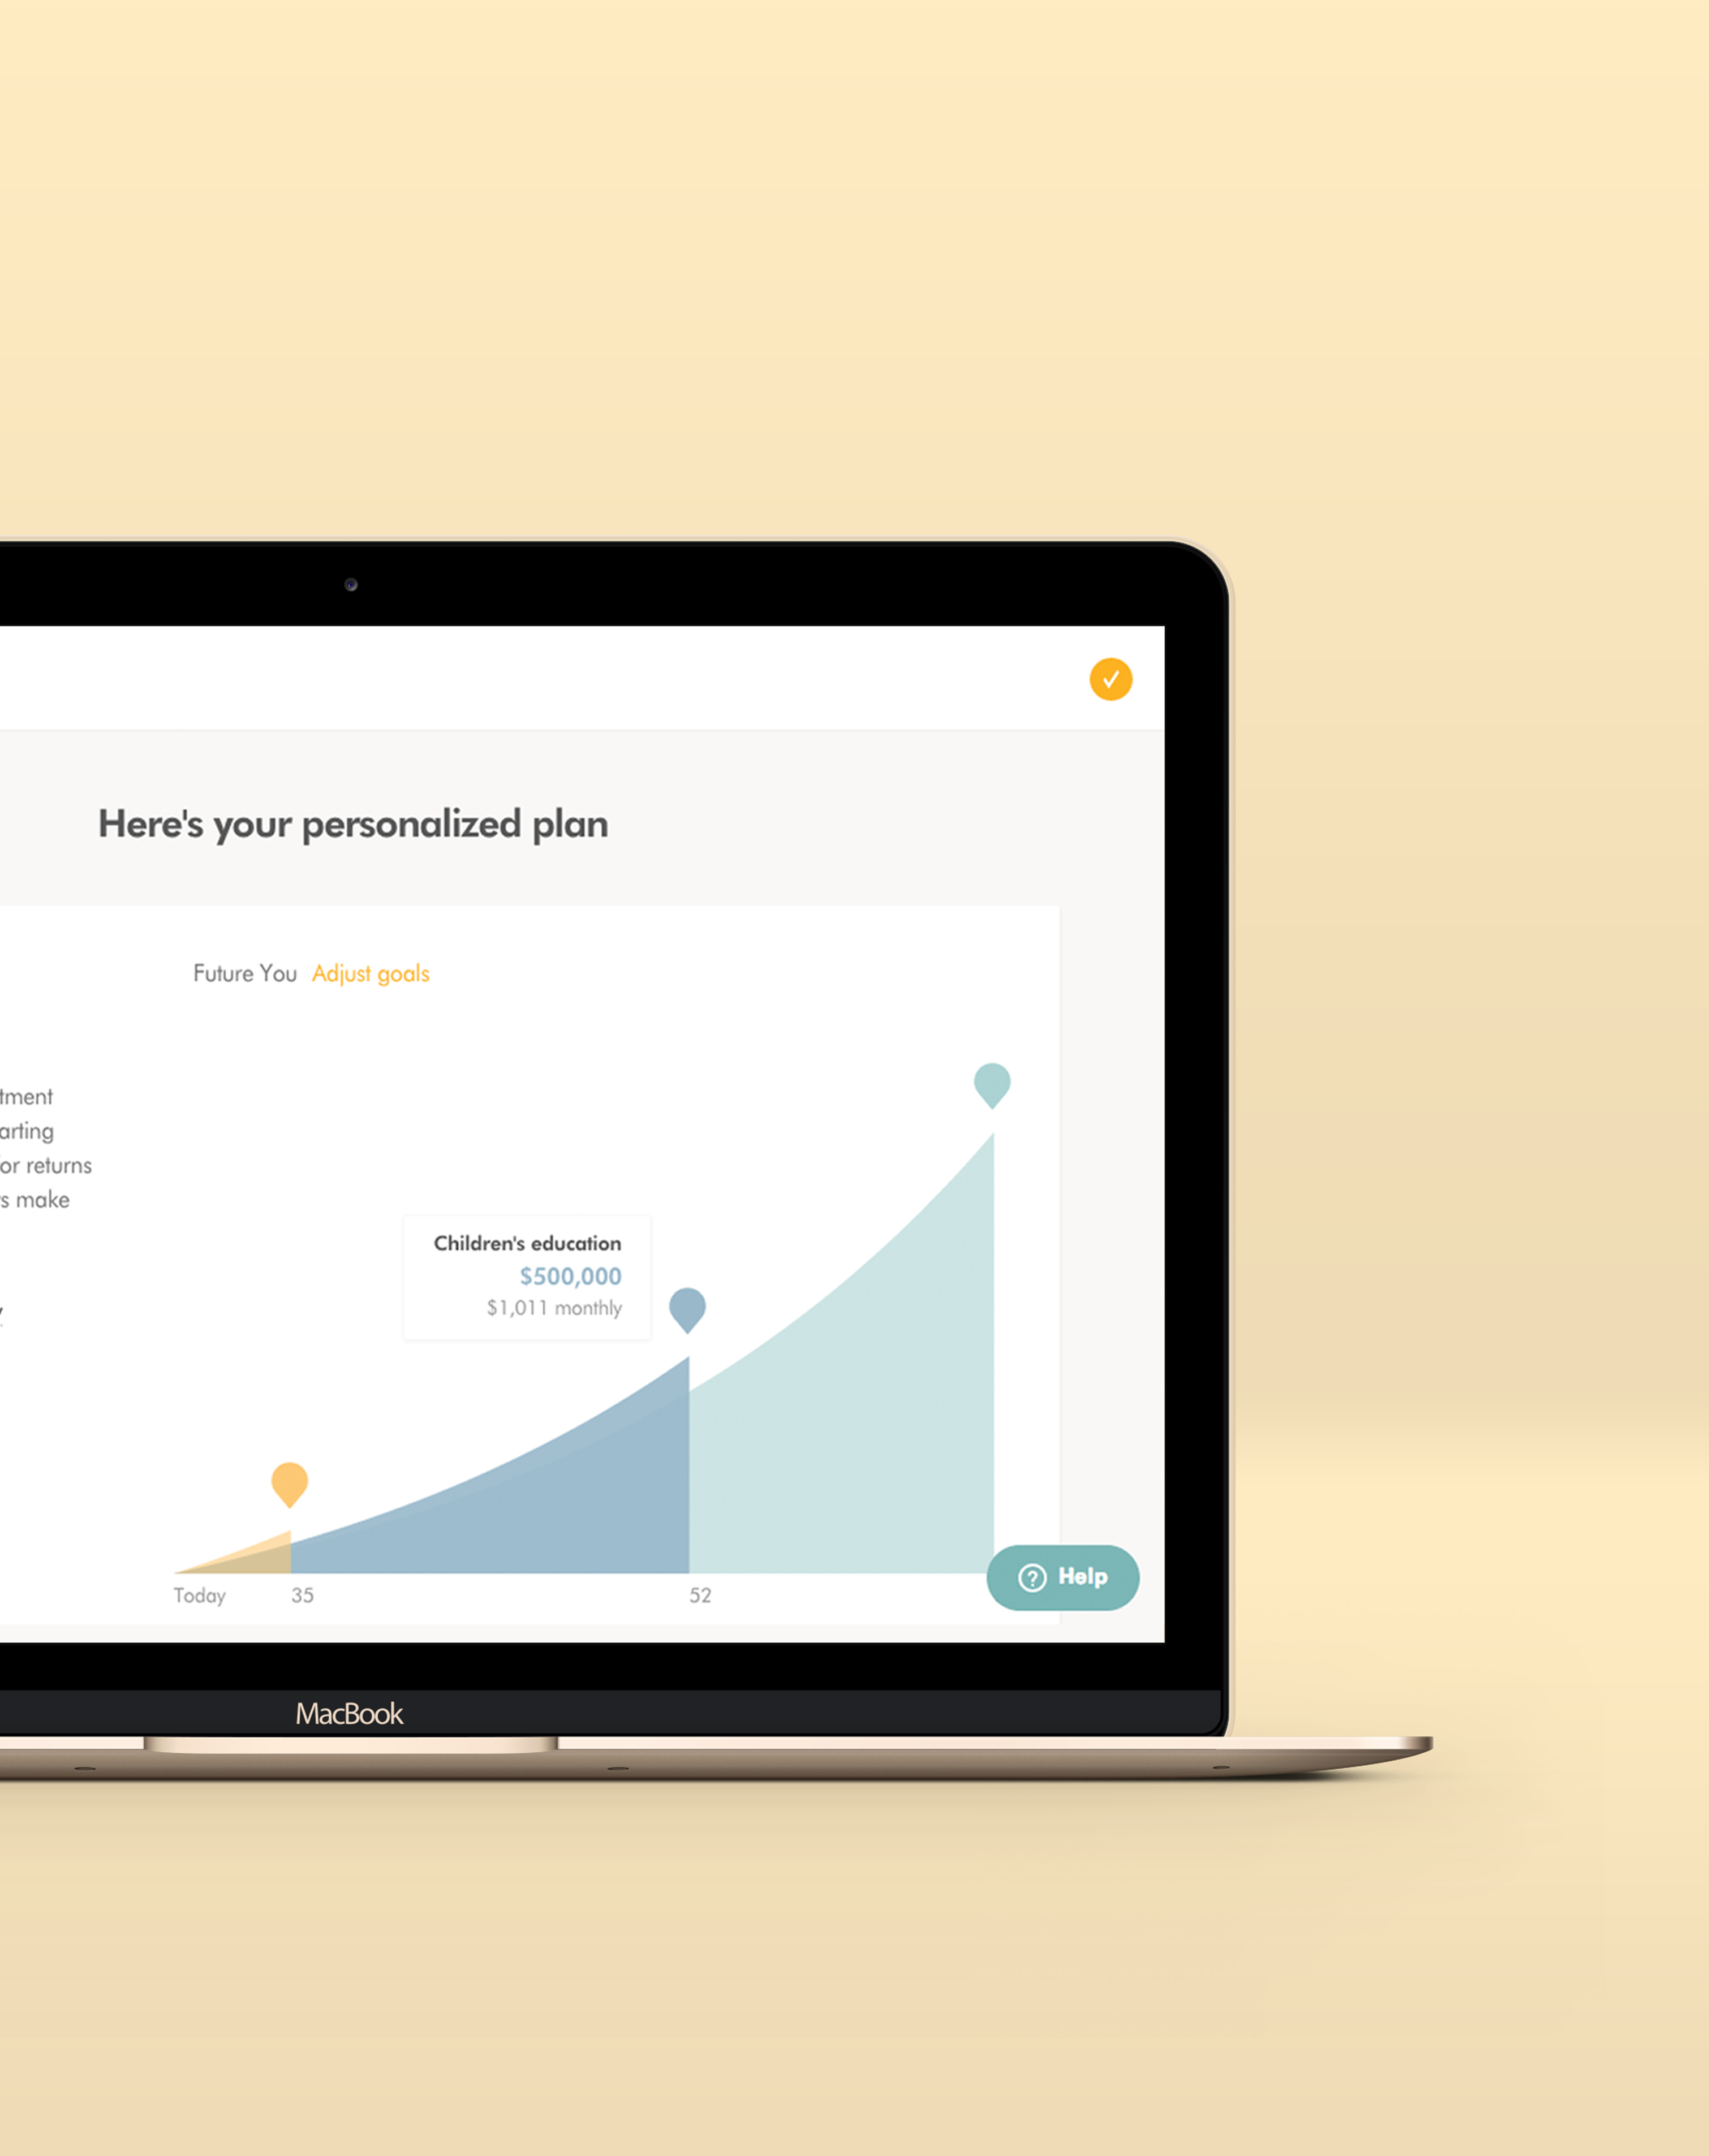 Here's your personalized plan
Future You Adjust goals
tment
arting
or returns
s make
Children's education
$500,000
$1,011 monthly
Today 35 52
Help
MacBook